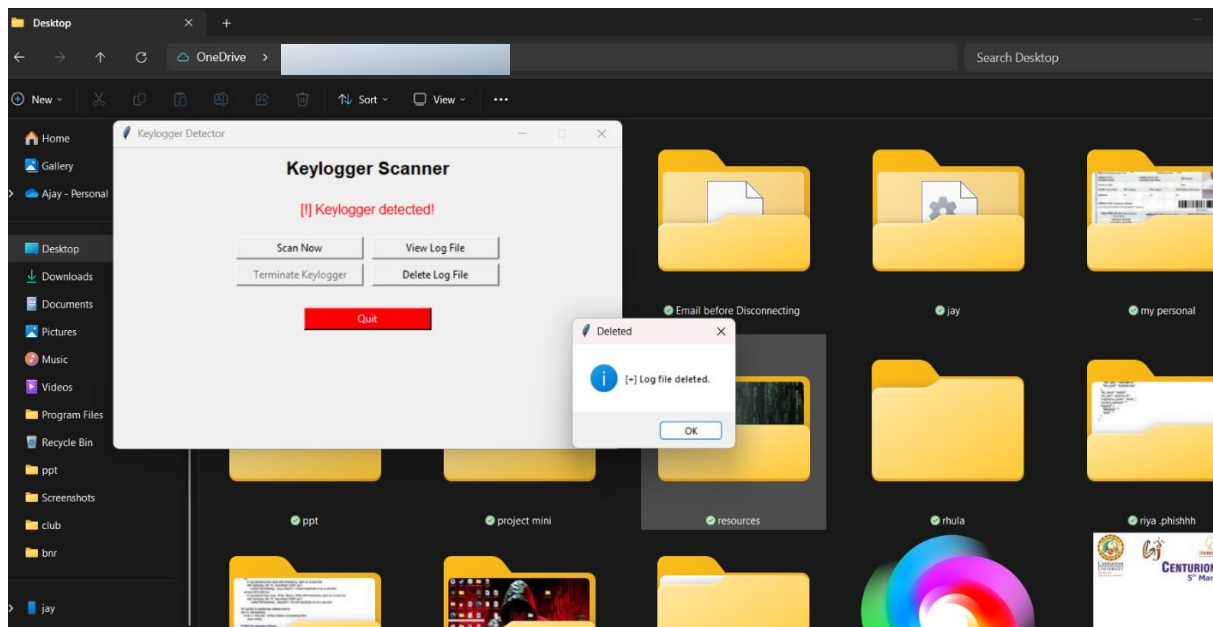 Desktop
OneDrive
Search Desktop
New
Sort
View
Home
Gallery
Ajay - Personal
Desktop
Downloads
Documents
Pictures
Music
Videos
Program Files
Recycle Bin
ppt
Screenshots
club
bnr
jay
Keylogger Detector
Keylogger Scanner
[!] Keylogger detected!
Scan Now
View Log File
Terminate Keylogger
Delete Log File
Quit
Deleted
[+] Log file deleted.
OK
Email before Disconnecting
jay
my personal
ppt
project mini
resources
rhula
riya .phishhh
CENTURION
UNIVERSITY
CENTURION